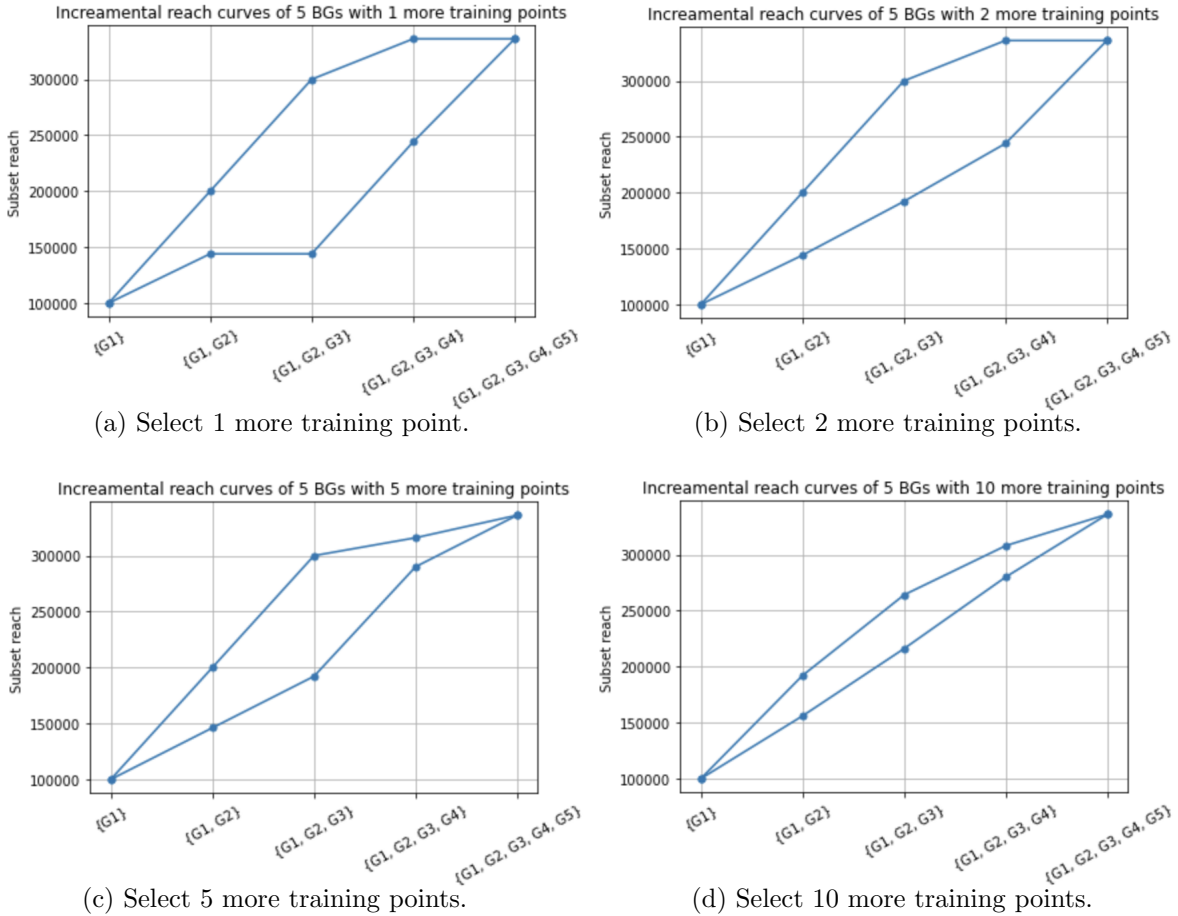 Increamental reach curves of 5 BGs with 1 more training points
Subset reach
300000
250000
200000
150000
100000
{G1}
{G1, G2}
{G1, G2, G3}
{G1, G2, G3, G4}
{G1, G2, G3, G4, G5}
(a) Select 1 more training point.
Increamental reach curves of 5 BGs with 2 more training points
Subset reach
300000
250000
200000
150000
100000
{G1}
{G1, G2}
{G1, G2, G3}
{G1, G2, G3, G4}
{G1, G2, G3, G4, G5}
(b) Select 2 more training points.
Increamental reach curves of 5 BGs with 5 more training points
Subset reach
300000
250000
200000
150000
100000
{G1}
{G1, G2}
{G1, G2, G3}
{G1, G2, G3, G4}
{G1, G2, G3, G4, G5}
(c) Select 5 more training points.
Increamental reach curves of 5 BGs with 10 more training points
Subset reach
300000
250000
200000
150000
100000
{G1}
{G1, G2}
{G1, G2, G3}
{G1, G2, G3, G4}
{G1, G2, G3, G4, G5}
(d) Select 10 more training points.